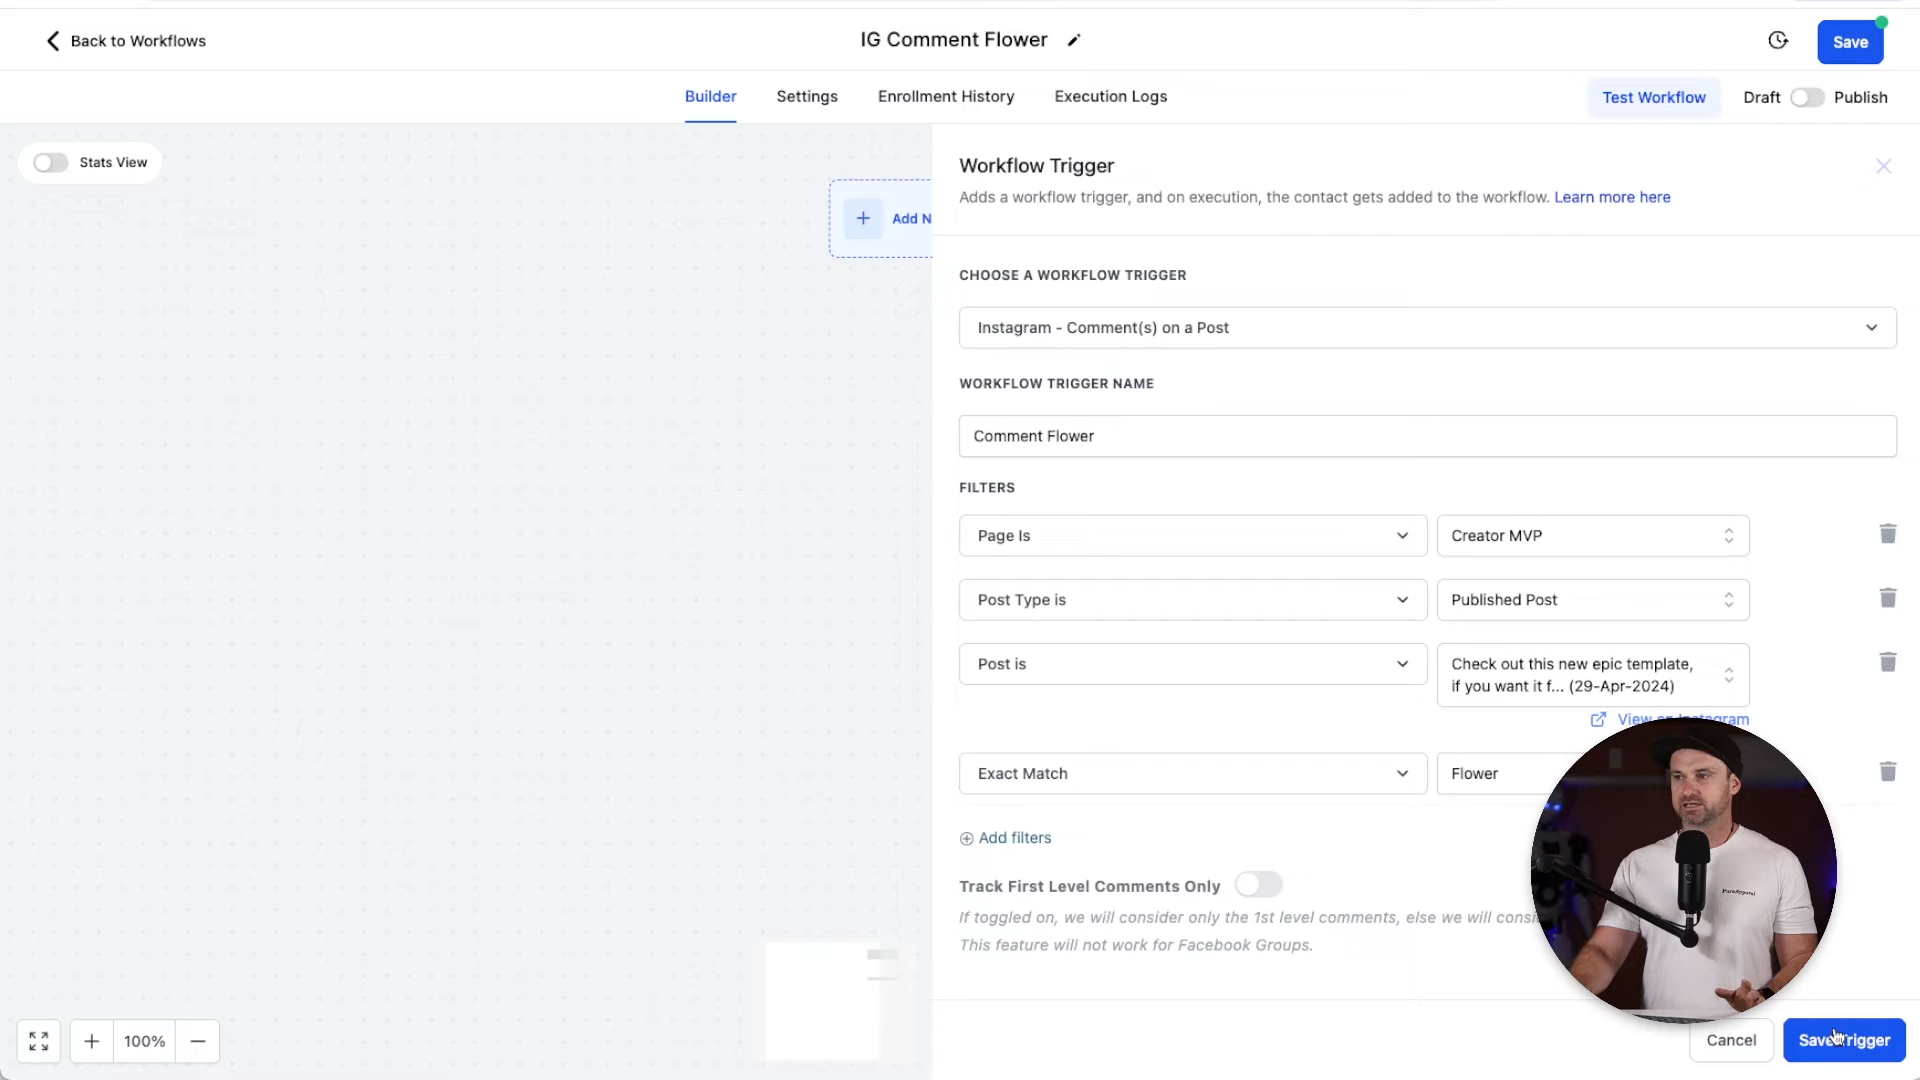 Back to Workflows
IG Comment Flower
Save
Builder
Settings
Enrollment History
Execution Logs
Test Workflow
Draft
Publish
Stats View
Add N
Workflow Trigger
Adds a workflow trigger, and on execution, the contact gets added to the workflow. Learn more here
CHOOSE A WORKFLOW TRIGGER
Instagram - Comment(s) on a Post
WORKFLOW TRIGGER NAME
Comment Flower
FILTERS
Page Is
Creator MVP
Post Type is
Published Post
Post is
Check out this new epic template,
if you want it f... (29-Apr-2024)
View on Instagram
Exact Match
Flower
Add filters
Track First Level Comments Only
If toggled on, we will consider only the 1st level comments, else we will
This feature will not work for Facebook Groups.
100%
Cancel
Save Trigger